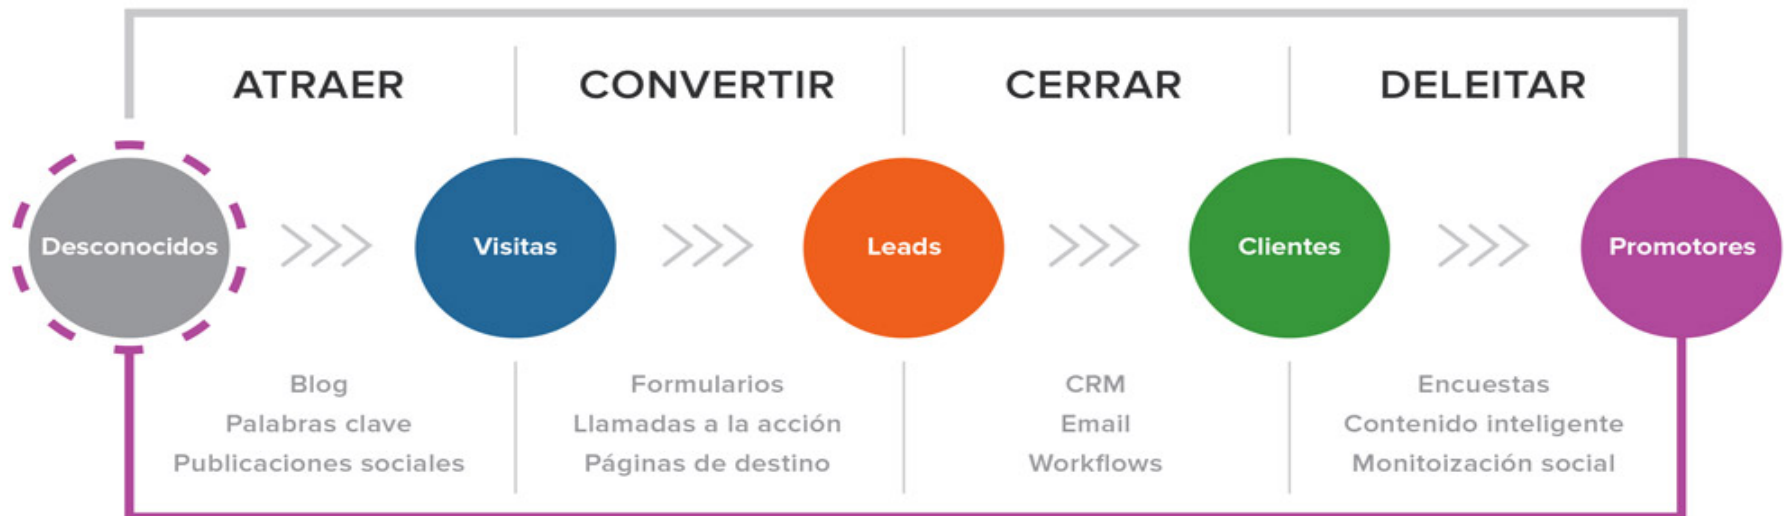 ATRAER
CONVERTIR
CERRAR
DELEITAR
Desconocidos
Visitas
Leads
Clientes
Promotores
Blog
Palabras clave
Publicaciones sociales
Formularios
Llamadas a la acción
Páginas de destino
CRM
Email
Workflows
Encuestas
Contenido inteligente
Monitoización social